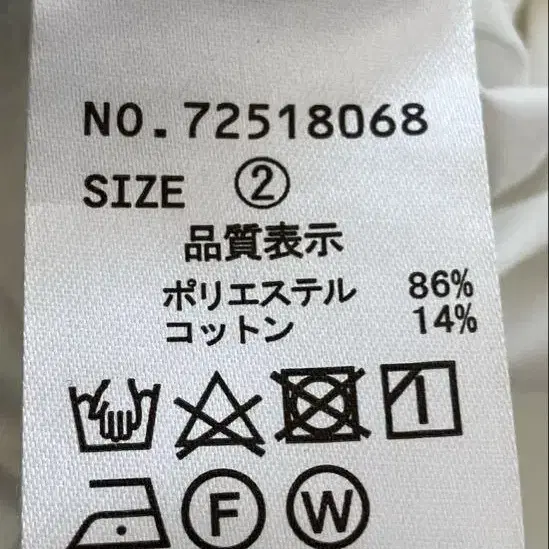 NO.72518068
SIZE ②
品質表示
ポリエステル 86%
コットン 14%
F W